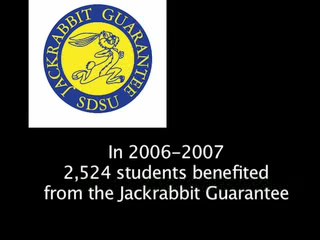 JACKRABBIT GUARANTEE
SDSU
In 2006-2007
2,524 students benefited
from the Jackrabbit Guarantee